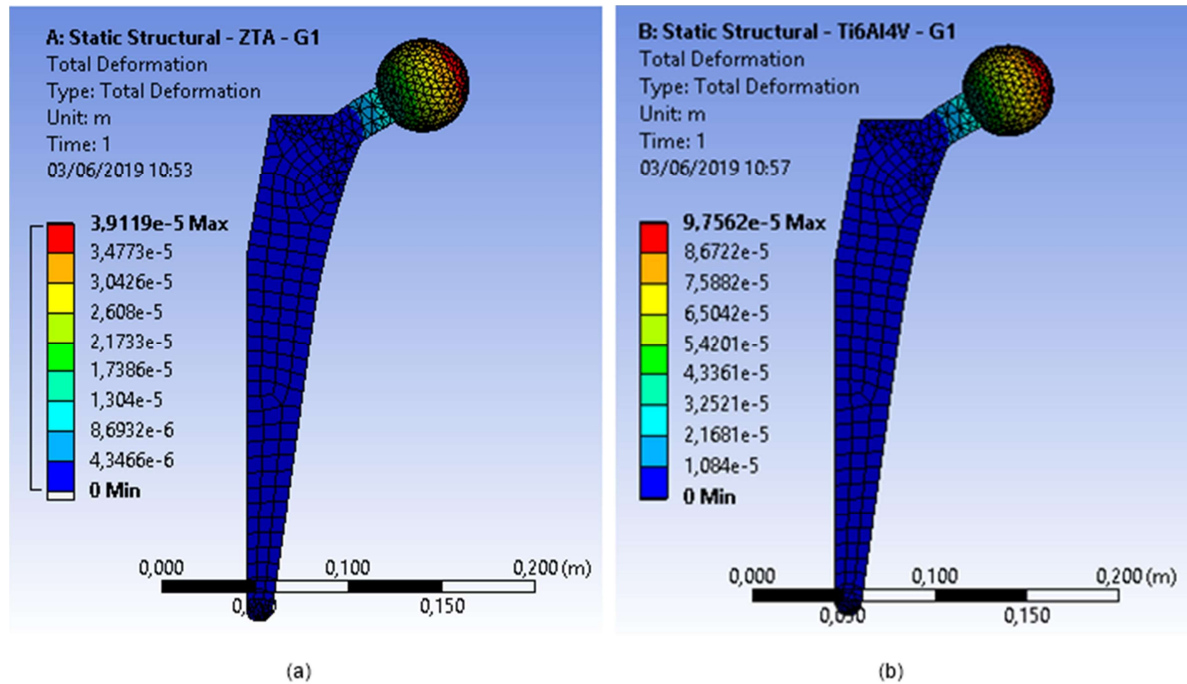 A: Static Structural - ZTA - G1
Total Deformation
Type: Total Deformation
Unit: m
Time: 1
03/06/2019 10:53
3,9119e-5 Max
3,4773e-5
3,0426e-5
2,608e-5
2,1733e-5
1,7386e-5
1,304e-5
8,6932e-6
4,3466e-6
0 Min
0,000
0,100
0,200 (m)
0,150
(a)
B: Static Structural - Ti6Al4V - G1
Total Deformation
Type: Total Deformation
Unit: m
Time: 1
03/06/2019 10:57
9,7562e-5 Max
8,6722e-5
7,5882e-5
6,5042e-5
5,4201e-5
4,3361e-5
3,2521e-5
2,1681e-5
1,084e-5
0 Min
0,000
0,100
0,200 (m)
0,150
(b)